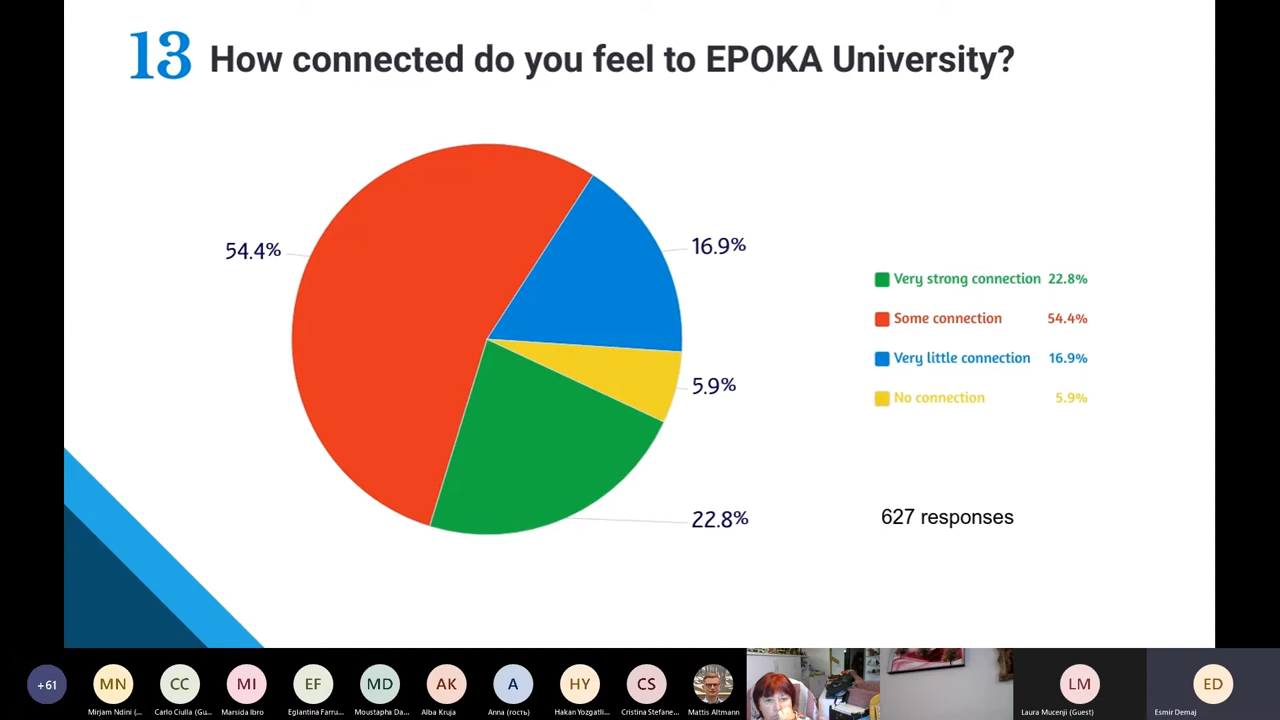 13 How connected do you feel to EPOKA University?
54.4%
16.9%
5.9%
22.8%
Very strong connection 22.8%
Some connection 54.4%
Very little connection 16.9%
No connection 5.9%
627 responses
+61
MN
CC
MI
EF
MD
AK
A
HY
CS
LM
ED
Mirjam Ndini (...
Carlo Ciulla (Gu...
Marsida Ibro
Eglantina Farru...
Moustapha Da...
Alba Kruja
Anna (гость)
Hakan Yozgatli...
Cristina Stefane...
Mattis Altmann
Laura Mucenji (Guest)
Esmir Demaj